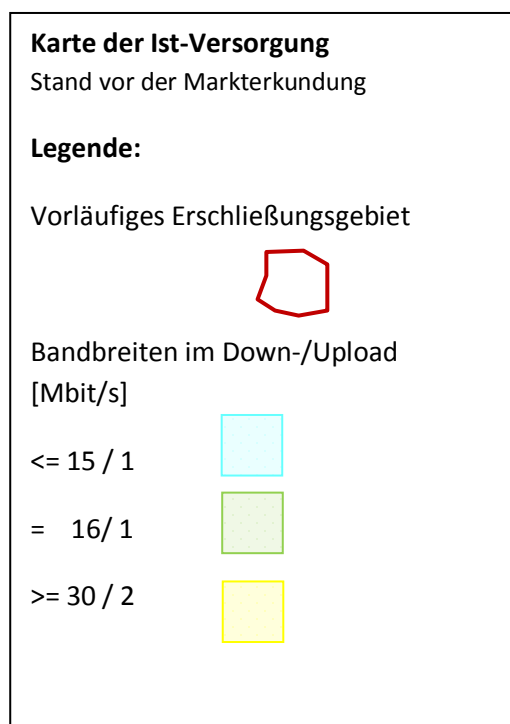 Karte der Ist-Versorgung
Stand vor der Markterkundung
Legende:
Vorläufiges Erschließungsgebiet
Bandbreiten im Down-/Upload
[Mbit/s]
<= 15 / 1
= 16/ 1
>= 30 / 2